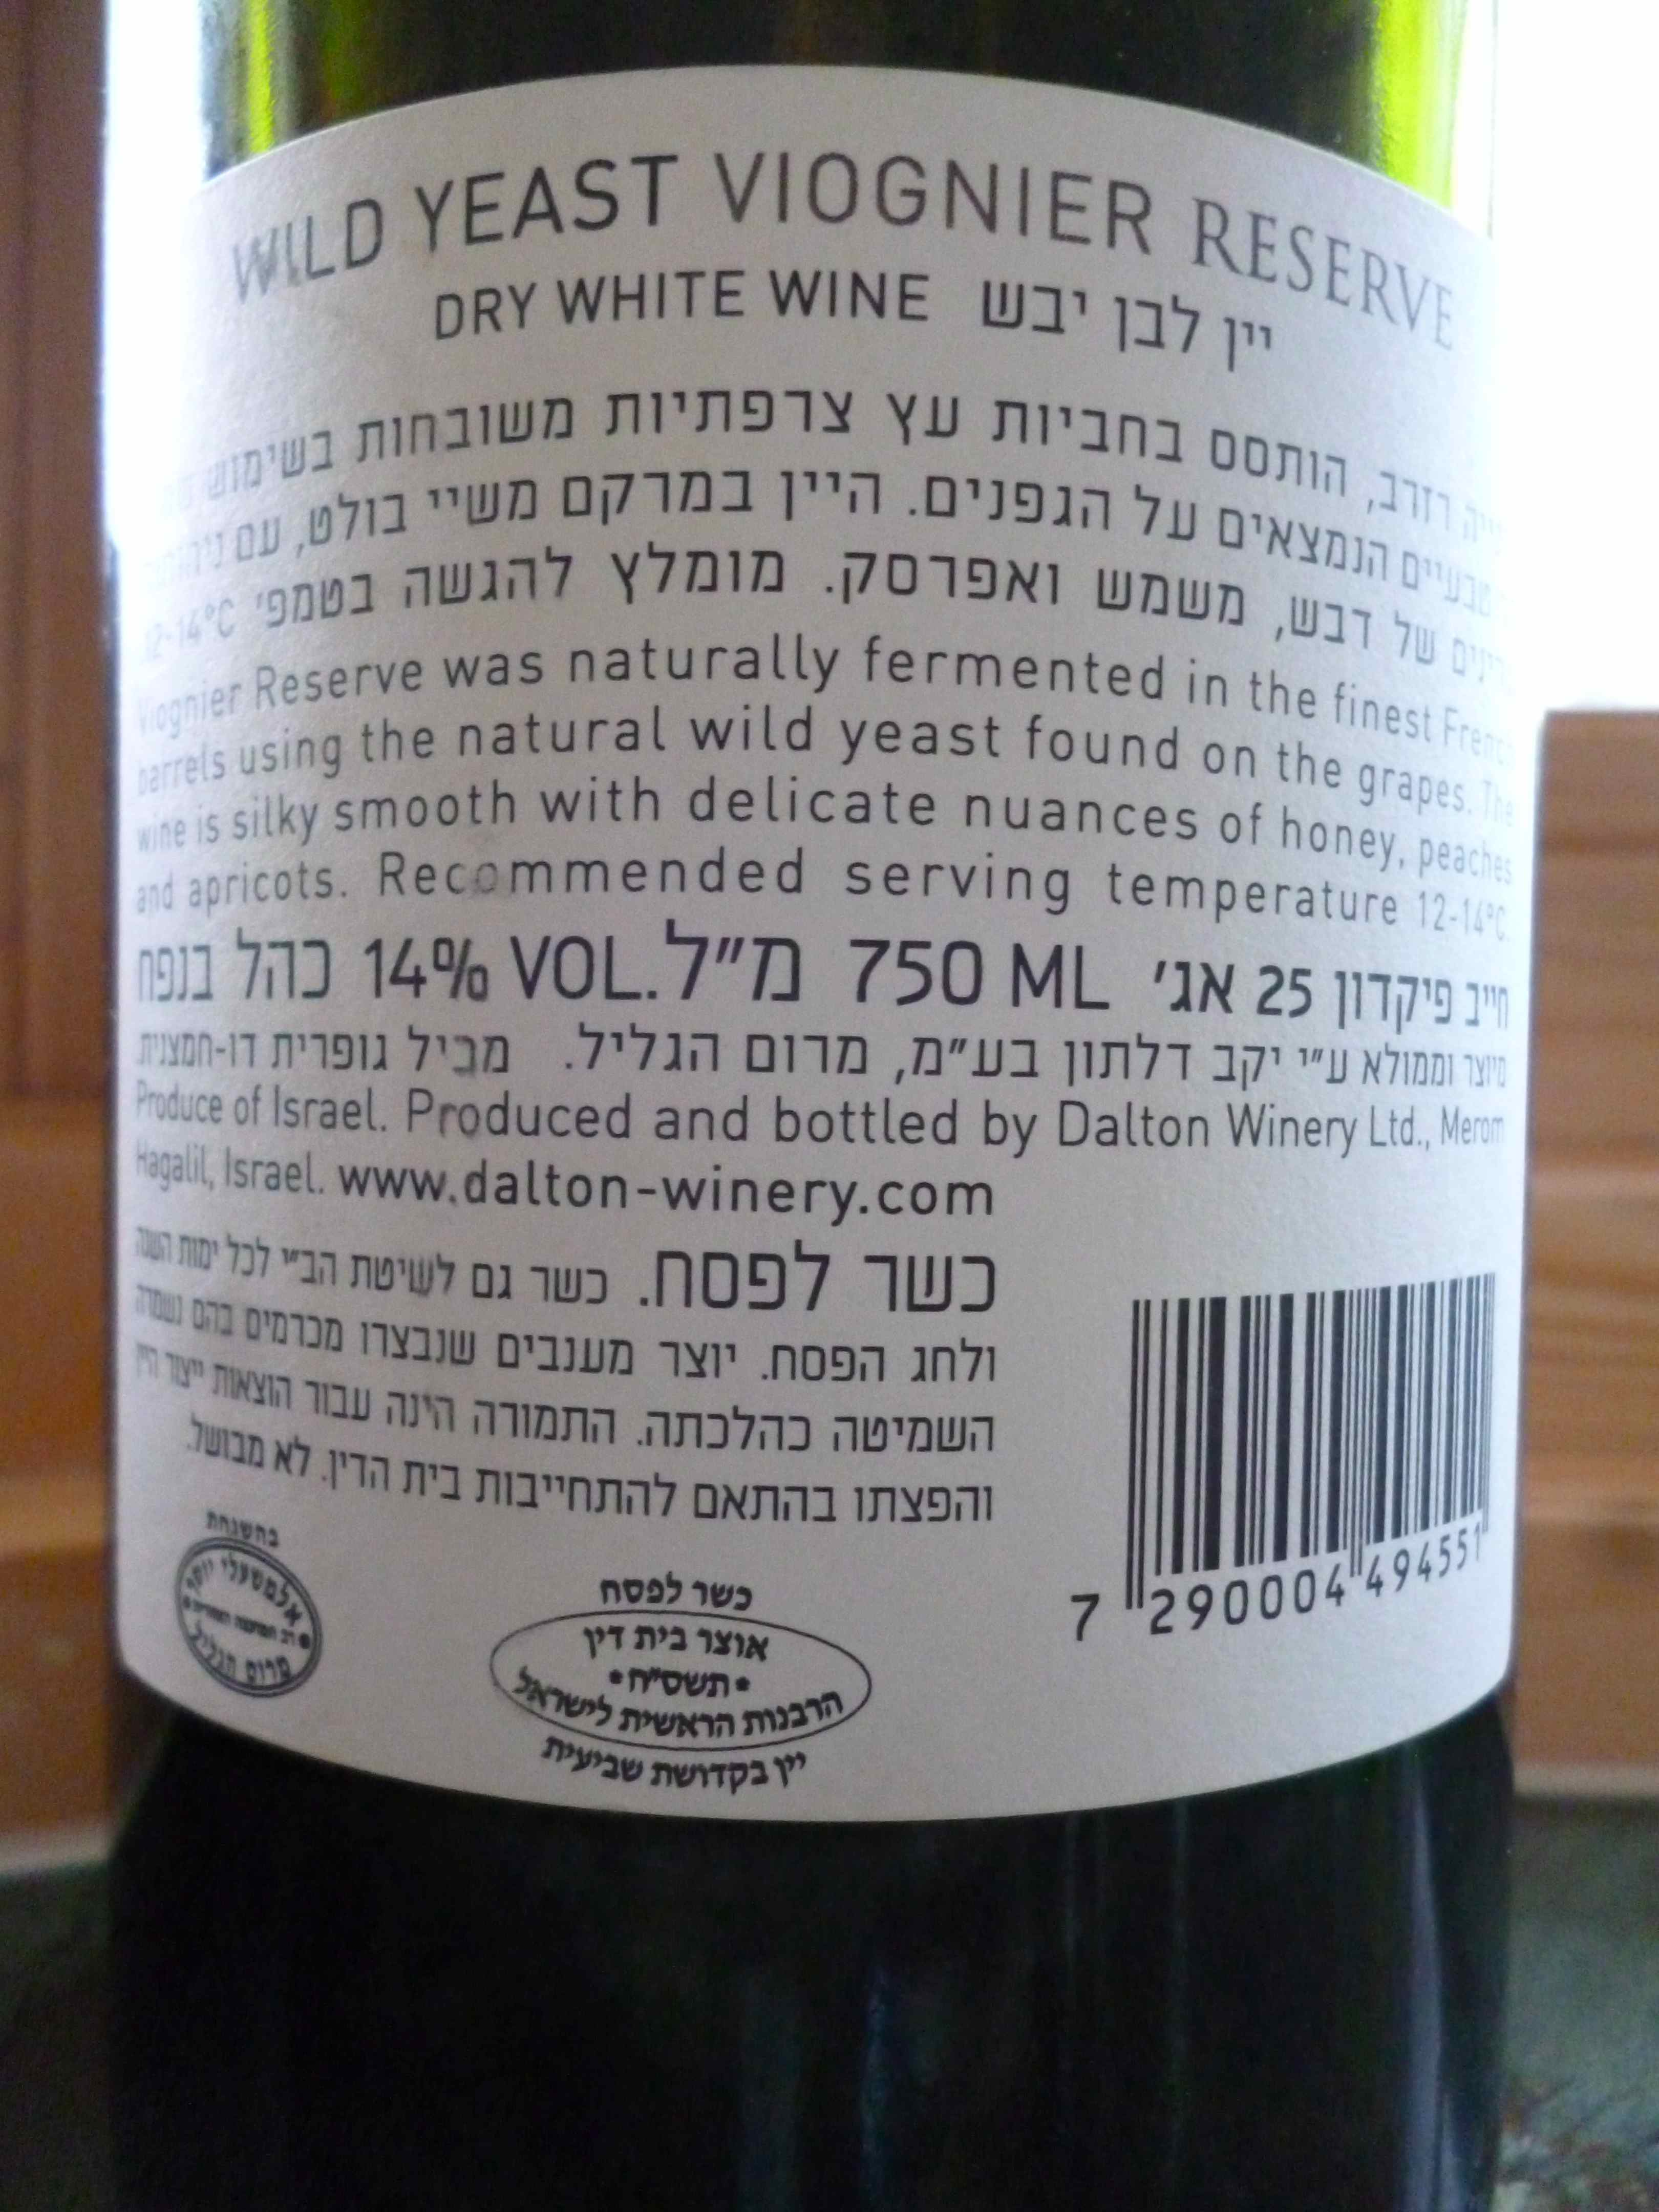 WILD YEAST VIOGNIER RESERVE
DRY WHITE WINE יין לבן יבש
רזרב, הותסס בחביות עץ צרפתיות משובחות בשימוש
הנמצאים על הגפנים. היין במרקם משיי בולט, עם
של דבש, משמש ואפרסק. מומלץ להגשה בטמפ' 12-14°C
Viognier Reserve was naturally fermented in the finest French
barrels using the natural wild yeast found on the grapes. The
wine is silky smooth with delicate nuances of honey, peaches
and apricots. Recommended serving temperature 12-14°C.
חייב פיקדון 25 אג' 750 ML מ"ל 14% VOL. כהל בנפח
מיוצר וממולא ע"י יקב דלתון בע"מ, מרום הגליל. מכיל גופרית דו-חמצנית
Produce of Israel. Produced and bottled by Dalton Winery Ltd., Merom
Hagalil, Israel. www.dalton-winery.com
כשר לפסח. כשר גם לשיטת הב"י לכל ימות השנה
ולחג הפסח. יוצר מענבים שנבצרו מכרמים בהם נשמרה
השמיטה כהלכתה. התמורה הינה עבור הוצאות ייצור היין
והפצתו בהתאם להתחייבות בית הדין. לא מבושל.
בהשגחת
מרום הגליל
כשר לפסח
אוצר בית דין
•תשס"ח•
הרבנות הראשית לישראל
יין בקדושת שביעית
7 290004 494551